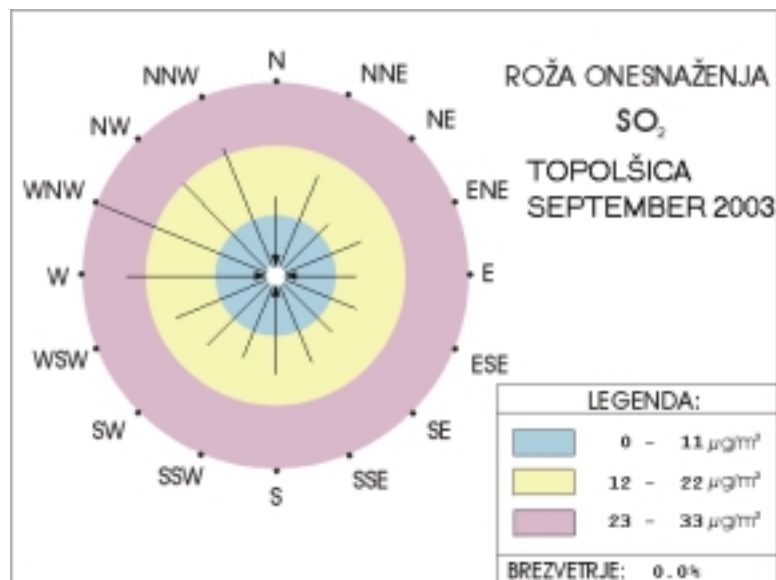 ROŽA ONESNAŽENJA
SO₂
TOPOLŠICA
SEPTEMBER 2003
N
NNE
NE
ENE
E
ESE
SE
SSE
S
SSW
SW
WSW
W
WNW
NW
NNW
LEGENDA:
0 - 11 µg/m³
12 - 22 µg/m³
23 - 33 µg/m³
BREZVETRJE: 0.0%